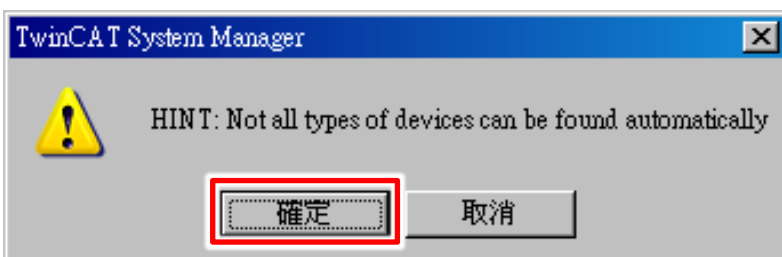 TwinCAT System Manager
HINT: Not all types of devices can be found automatically
確定 取消